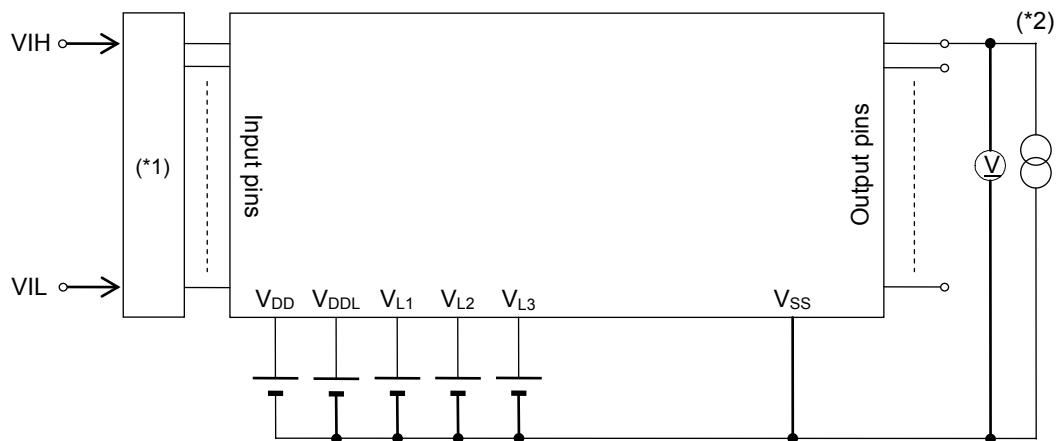 (*2)
VIH
(*1)
Input pins
Output pins
V
VIL
VDD VDDL VL1 VL2 VL3 VSS